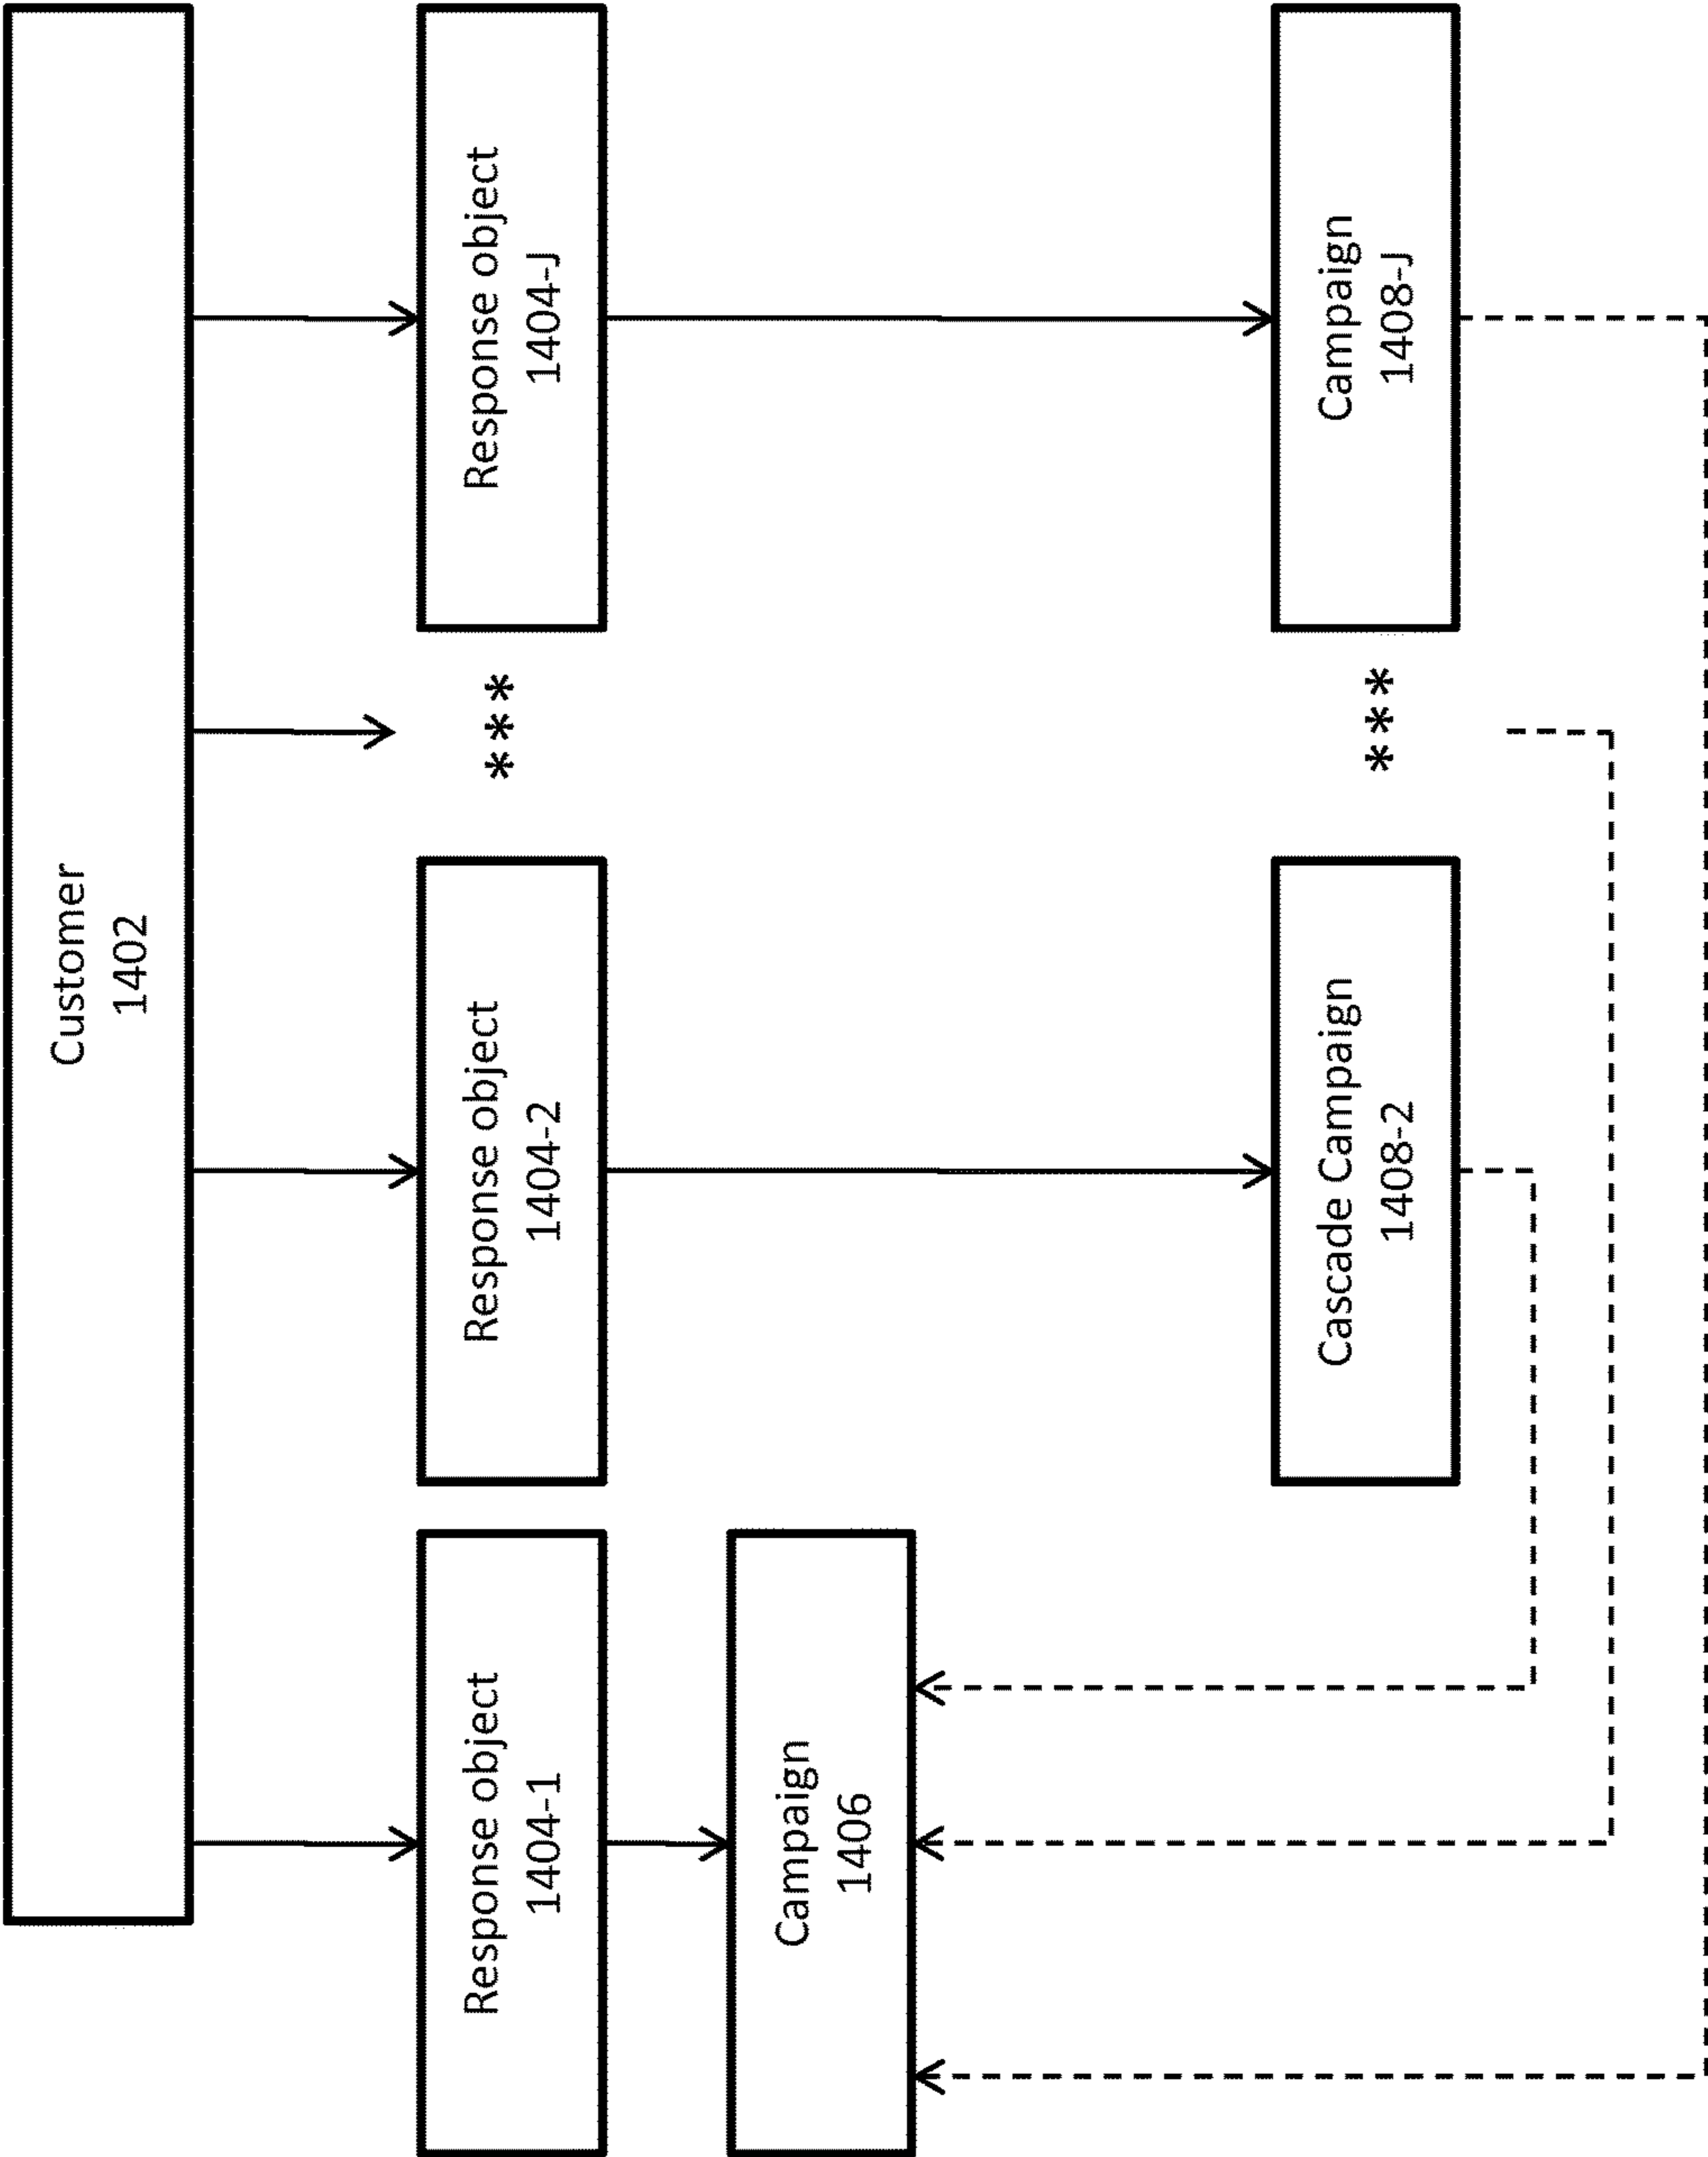 Customer
1402
Response object
1404-1
Response object
1404-2
***
Response object
1404-J
Campaign
1406
Cascade Campaign
1408-2
***
Campaign
1408-J